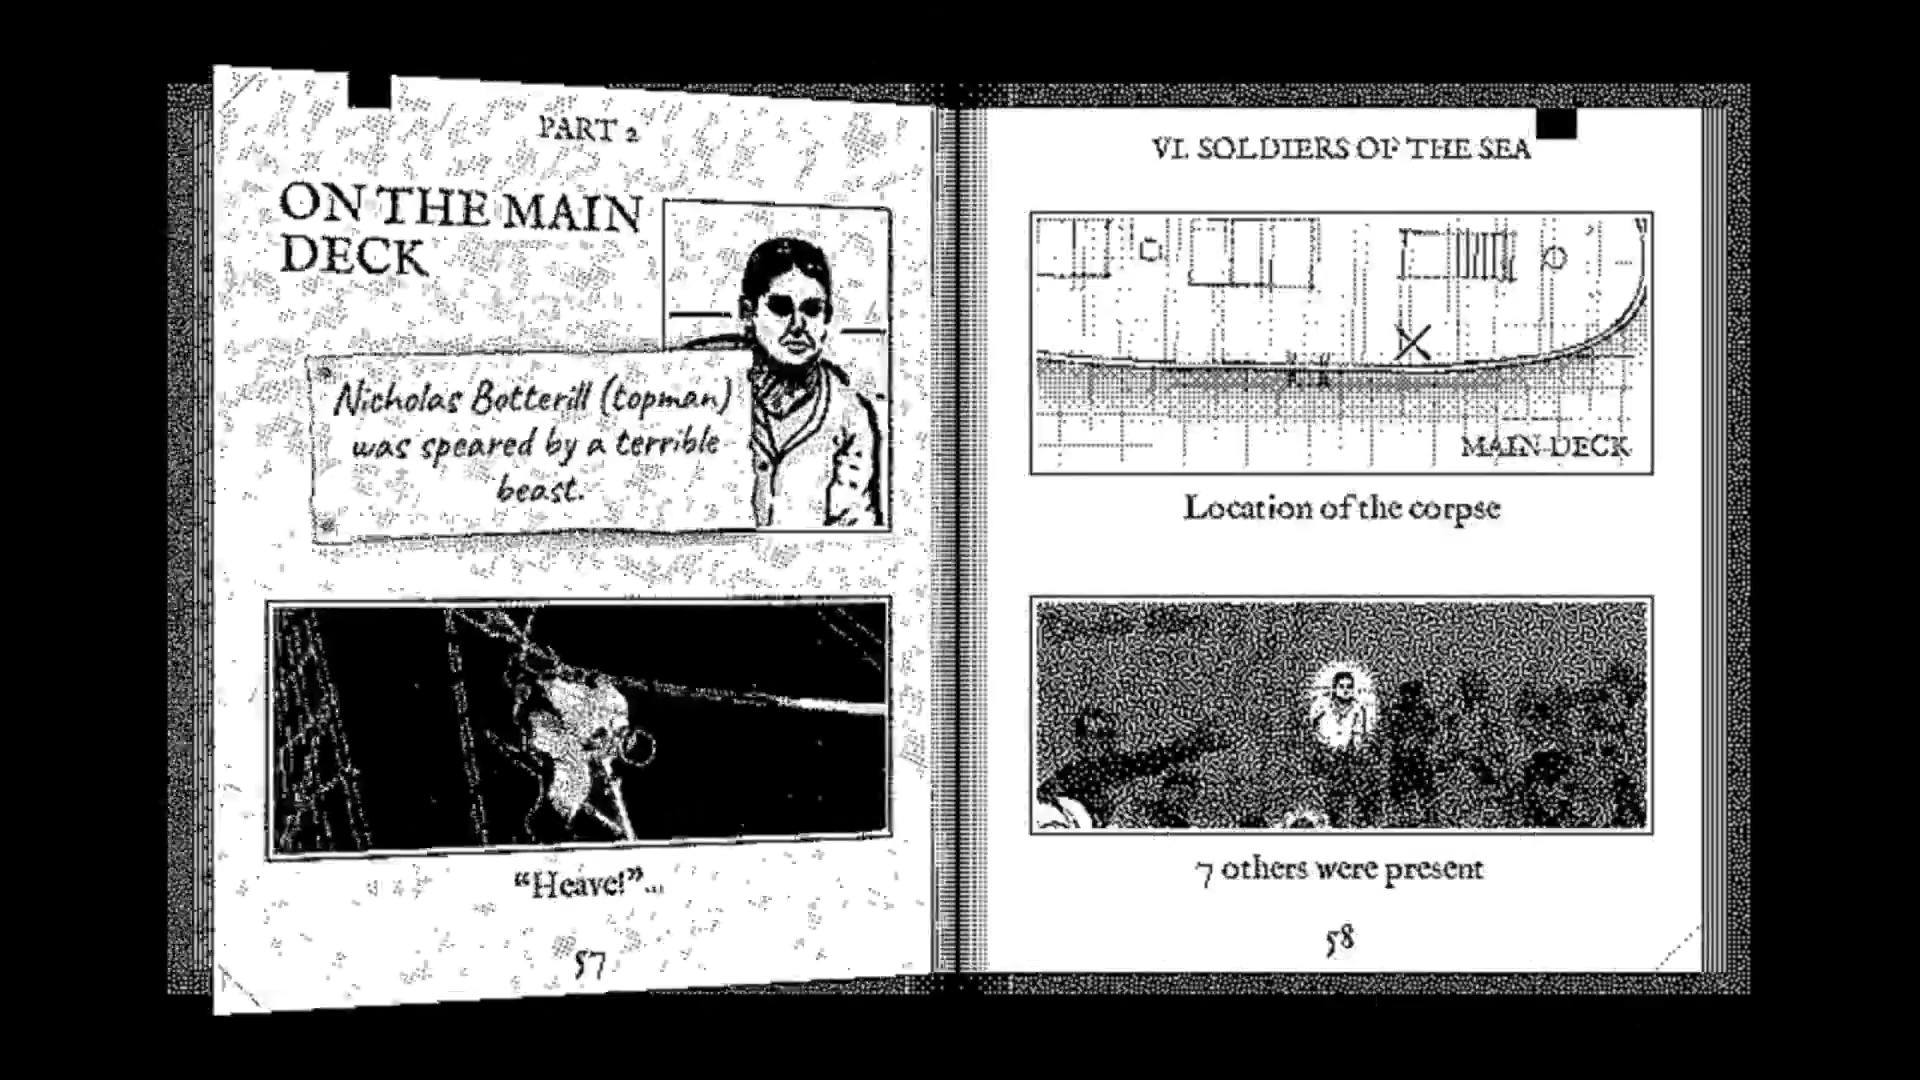 PART 2
ON THE MAIN
DECK
Nicholas Botterill (topman)
was speared by a terrible
beast.
“Heave!”...
57
VI. SOLDIERS OF THE SEA
MAIN DECK
Location of the corpse
7 others were present
58